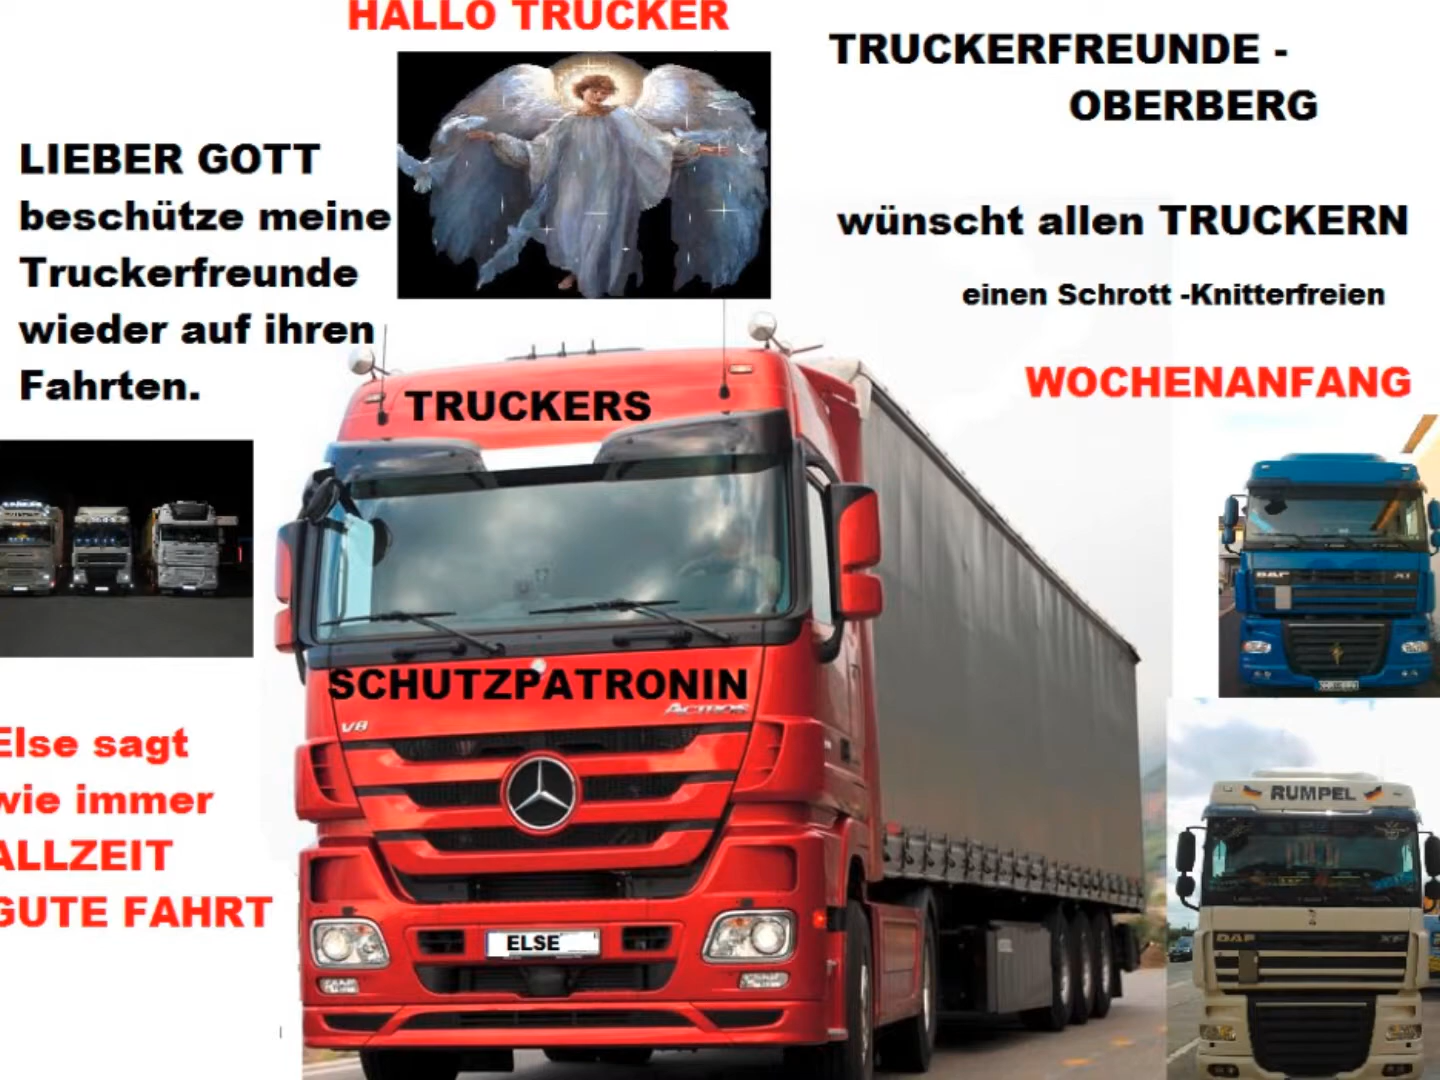 HALLO TRUCKER
TRUCKERFREUNDE -
OBERBERG
LIEBER GOTT
beschütze meine
Truckerfreunde
wieder auf ihren
Fahrten.
wünscht allen TRUCKERN
einen Schrott -Knitterfreien
WOCHENANFANG
TRUCKERS
SCHUTZPATRONIN
Actros
V8
ELSE
Else sagt
wie immer
ALLZEIT
GUTE FAHRT
DAF
RUMPEL
DAF XF